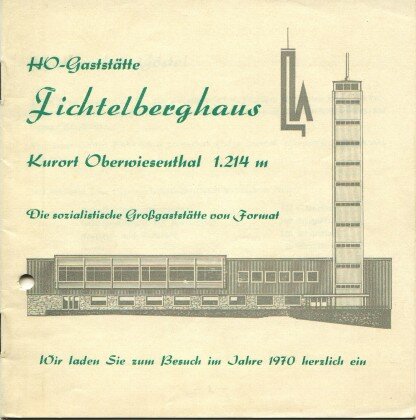 HO-Gaststätte
Fichtelberghaus
Kurort Oberwiesenthal 1.214 m
Die sozialistische Großgaststätte von Format
Wir laden Sie zum Besuch im Jahre 1970 herzlich ein